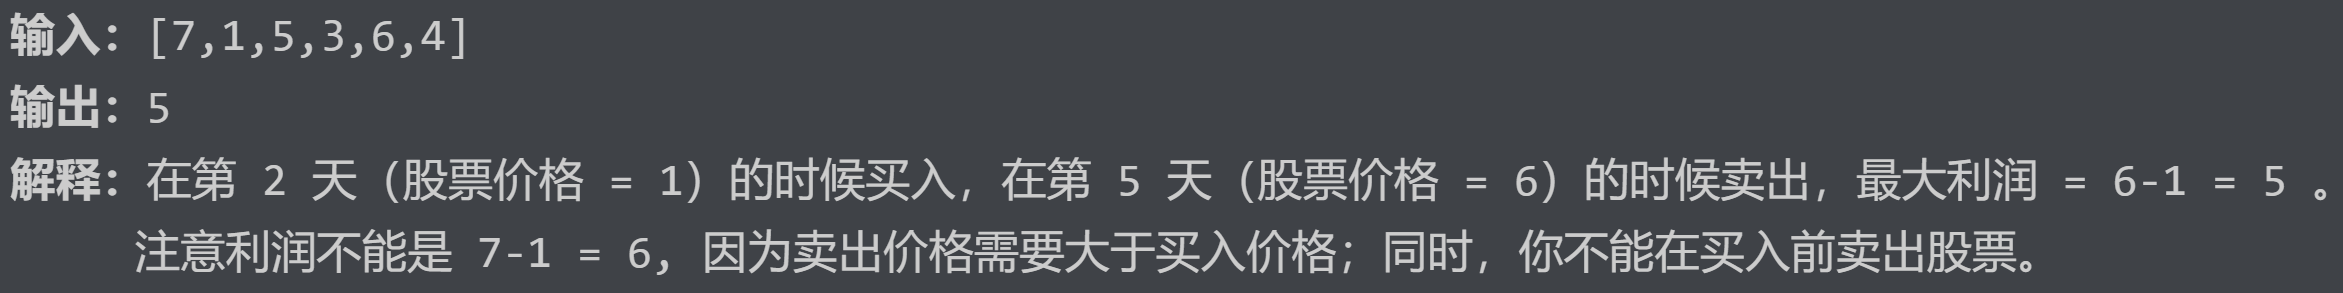 输入：[7,1,5,3,6,4]
输出：5
解释：在第 2 天（股票价格 = 1）的时候买入，在第 5 天（股票价格 = 6）的时候卖出，最大利润 = 6-1 = 5 。
注意利润不能是 7-1 = 6, 因为卖出价格需要大于买入价格；同时，你不能在买入前卖出股票。